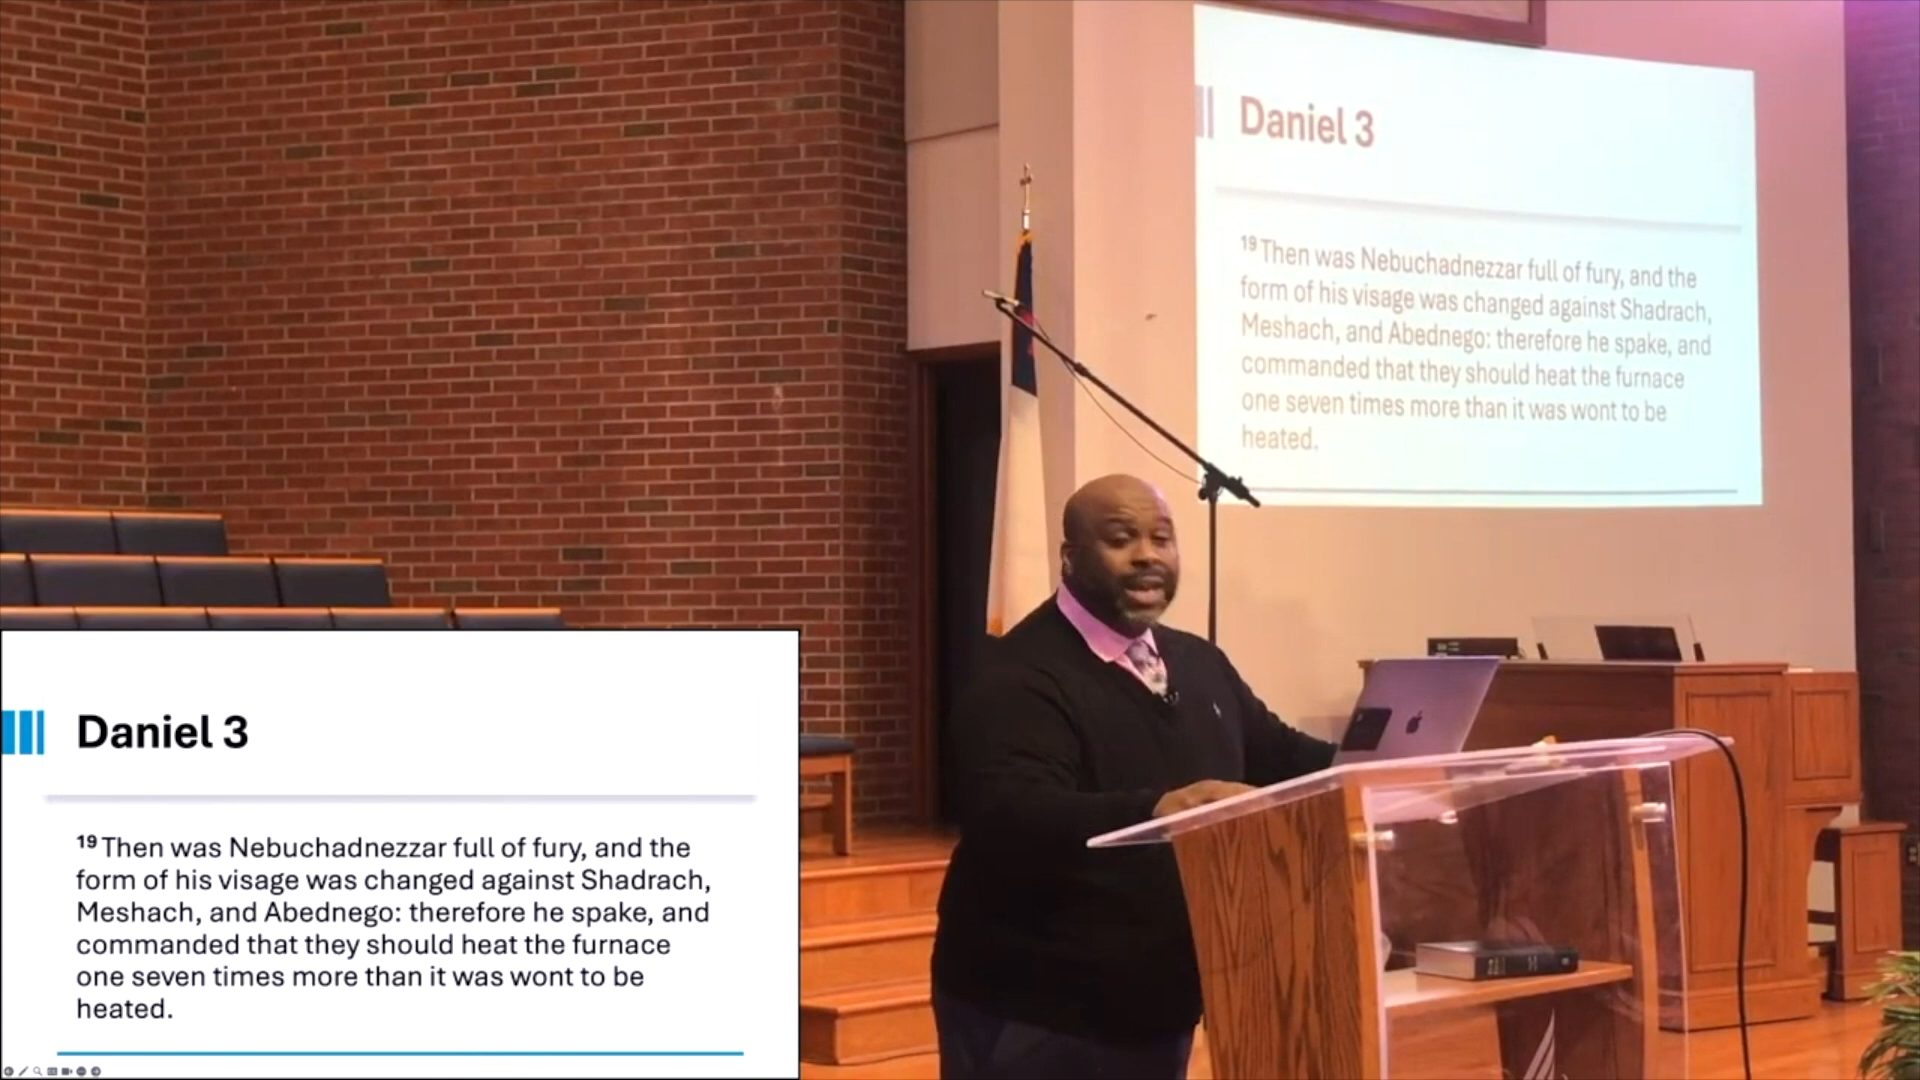 Daniel 3
19 Then was Nebuchadnezzar full of fury, and the
form of his visage was changed against Shadrach,
Meshach, and Abednego: therefore he spake, and
commanded that they should heat the furnace
one seven times more than it was wont to be
heated.
Daniel 3
19 Then was Nebuchadnezzar full of fury, and the
form of his visage was changed against Shadrach,
Meshach, and Abednego: therefore he spake, and
commanded that they should heat the furnace
one seven times more than it was wont to be
heated.